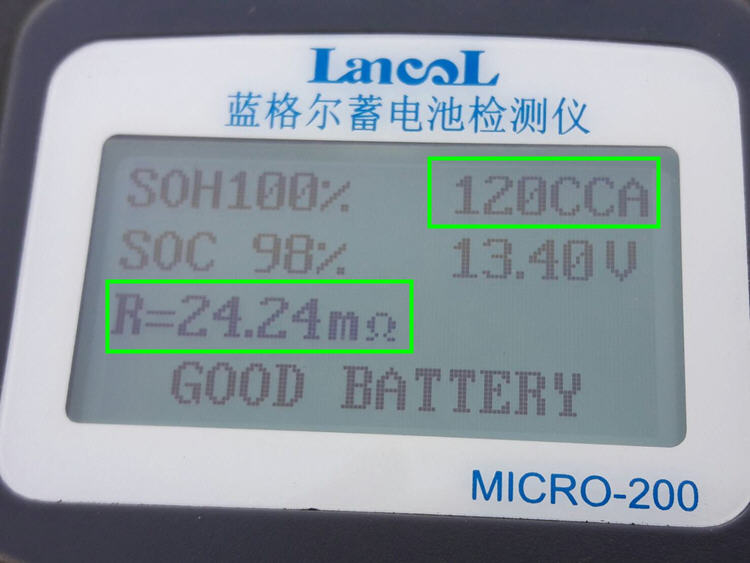 LancoL
蓝格尔蓄电池检测仪
SOH100% 120CCA
SOC 98% 13.40V
R=24.24mΩ
GOOD BATTERY
MICRO-200